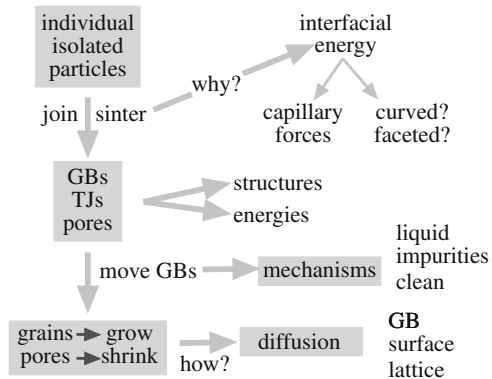 individual
isolated
particles
interfacial
energy
why?
join sinter
capillary
forces
curved?
faceted?
GBs
TJs
pores
structures
energies
move GBs
mechanisms
liquid
impurities
clean
grains grow
pores shrink
how?
diffusion
GB
surface
lattice